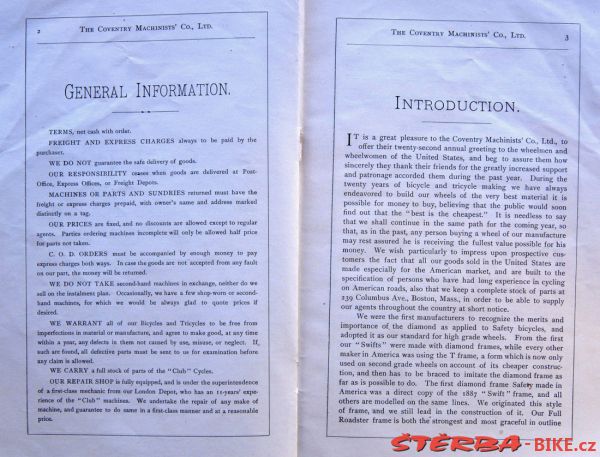 2
THE COVENTRY MACHINISTS' CO., LTD.
GENERAL INFORMATION.
TERMS, net cash with order.
FREIGHT AND EXPRESS CHARGES always to be paid by the
purchaser.
WE DO NOT guarantee the safe delivery of goods.
OUR RESPONSIBILITY ceases when goods are delivered at Post-
Office, Express Offices, or Freight Depots.
MACHINES OR PARTS AND SUNDRIES returned must have the
freight or express charges prepaid, with owner's same and address marked
distinctly on a tag.
OUR PRICES are fixed, and no discounts are allowed except to regular
agents. Parties ordering machines incomplete will only be allowed half price
for parts not taken.
C. O. D. ORDERS must be accompanied by enough money to pay
express charges both ways. In case the goods are not accepted from any fault
on our part, the money will be returned.
WE DO NOT TAKE second-hand machines in exchange, neither do we
sell on the instalment plan. Occasionally, we have a few shop-worn or second-
hand machines, for which we would be always glad to quote prices if
desired.
WE WARRANT all of our Bicycles and Tricycles to be free from
imperfections in material or manufacture, and agree to make good, at any time
within a year, any defects in them not caused by use, misuse, or neglect. If,
such are found, all defective parts must be sent to us for examination before
any claim is allowed.
WE CARRY a full stock of parts of the "Club" Cycles.
OUR REPAIR SHOP is fully equipped, and is under the superintendence
of a first-class mechanic from our London Depot, who has an 11-years' expe-
rience of the "Club" machines. We undertake the repair of any make of
machine, and guarantee to do same in a first-class manner and at a reasonable
price.
THE COVENTRY MACHINISTS' CO., LTD.
3
INTRODUCTION.
IT is a great pleasure to the Coventry Machinists' Co., Ltd., to
offer their twenty-second annual greeting to the wheelmen and
wheelwomen of the United States, and beg to assure them how
sincerely they thank their friends for the greatly increased support
and patronage accorded them during the past year. During the
twenty years of bicycle and tricycle making we have always
endeavored to build our wheels of the very best material it is
possible for money to buy, believing that the public would soon
find out that the "best is the cheapest." It is needless to say
that we shall continue in the same path for the coming year, so
that, as in the past, any person buying a wheel of our manufacture
may rest assured he is receiving the fullest value possible for his
money. We wish particularly to impress upon prospective cus-
tomers the fact that all our goods sold in the United States are
made especially for the American market, and are built to the
specification of persons who have had long experience in cycling
on American roads, also that we keep a complete stock of parts at
239 Columbus Ave., Boston, Mass., in order to be able to supply
our agents throughout the country at short notice.
We were the first manufacturers to recognize the merits and
importance of the diamond as applied to Safety bicycles, and
adopted it as our standard for high grade wheels. From the first
our "Swifts" were made with diamond frames, while every other
maker in America was using the T frame, a form which is now only
used on second grade wheels on account of its cheaper construc-
tion, and then has to be braced to imitate the diamond frame as
far as is possible to do. The first diamond frame Safety made in
America was a direct copy of the 1887 "Swift" frame, and all
others are modelled on the same lines. We originated this style
of frame, and we still lead in the construction of it. Our Full
Roadster frame is both the strongest and most graceful in outline
ŠTĚRBA-BIKE.cz